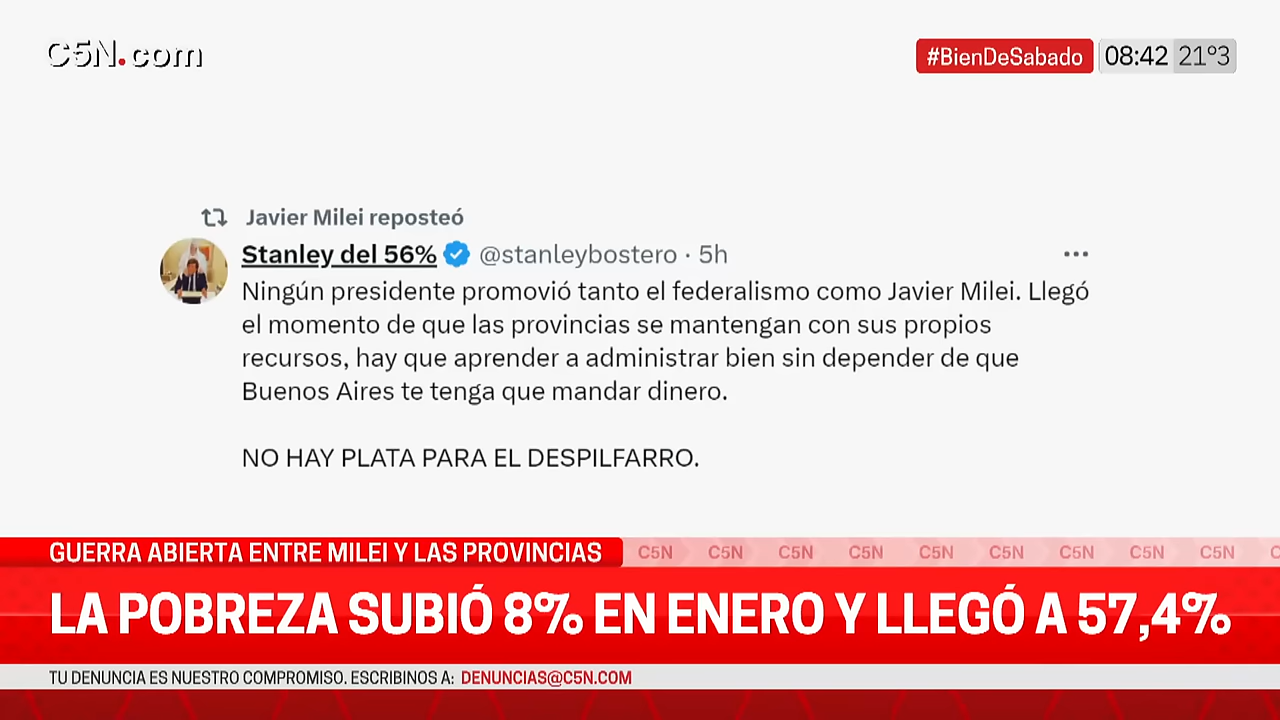 C5N.com
#BienDeSabado 08:42 21°3
Javier Milei reposteó
Stanley del 56% @stanleybostero · 5h
Ningún presidente promovió tanto el federalismo como Javier Milei. Llegó
el momento de que las provincias se mantengan con sus propios
recursos, hay que aprender a administrar bien sin depender de que
Buenos Aires te tenga que mandar dinero.
NO HAY PLATA PARA EL DESPILFARRO.
GUERRA ABIERTA ENTRE MILEI Y LAS PROVINCIAS
C5N C5N C5N C5N C5N C5N C5N C5N C5N
LA POBREZA SUBIÓ 8% EN ENERO Y LLEGÓ A 57,4%
TU DENUNCIA ES NUESTRO COMPROMISO. ESCRIBINOS A: DENUNCIAS@C5N.COM